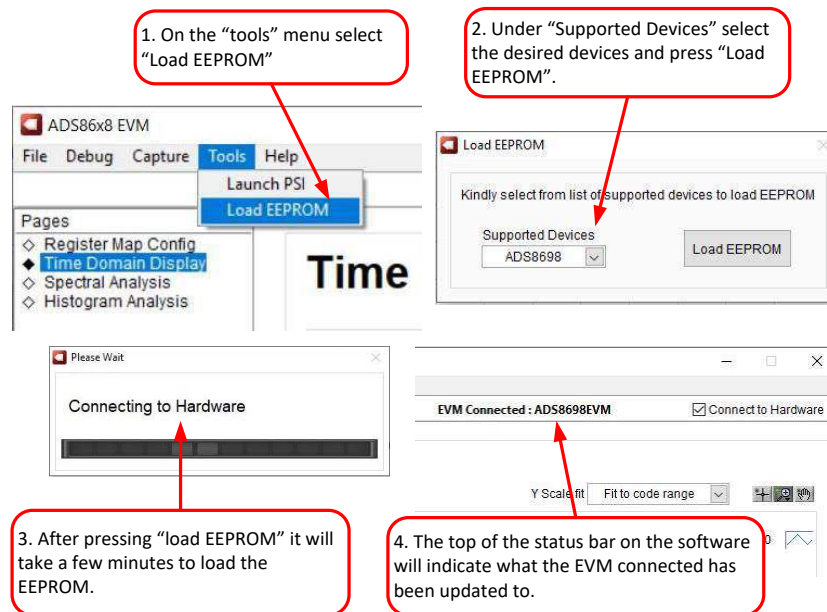 1. On the “tools” menu select
“Load EEPROM”
2. Under “Supported Devices” select
the desired devices and press “Load
EEPROM”.
ADS86x8 EVM
File Debug Capture Tools Help
Launch PSI
Load EEPROM
Pages
Register Map Config
Time Domain Display
Spectral Analysis
Histogram Analysis
Time
Load EEPROM
Kindly select from list of supported devices to load EEPROM
Supported Devices
ADS8698
Load EEPROM
Please Wait
Connecting to Hardware
EVM Connected : ADS8698EVM
Connect to Hardware
Y Scale fit Fit to code range
3. After pressing “load EEPROM” it will
take a few minutes to load the
EEPROM.
4. The top of the status bar on the software
will indicate what the EVM connected has
been updated to.